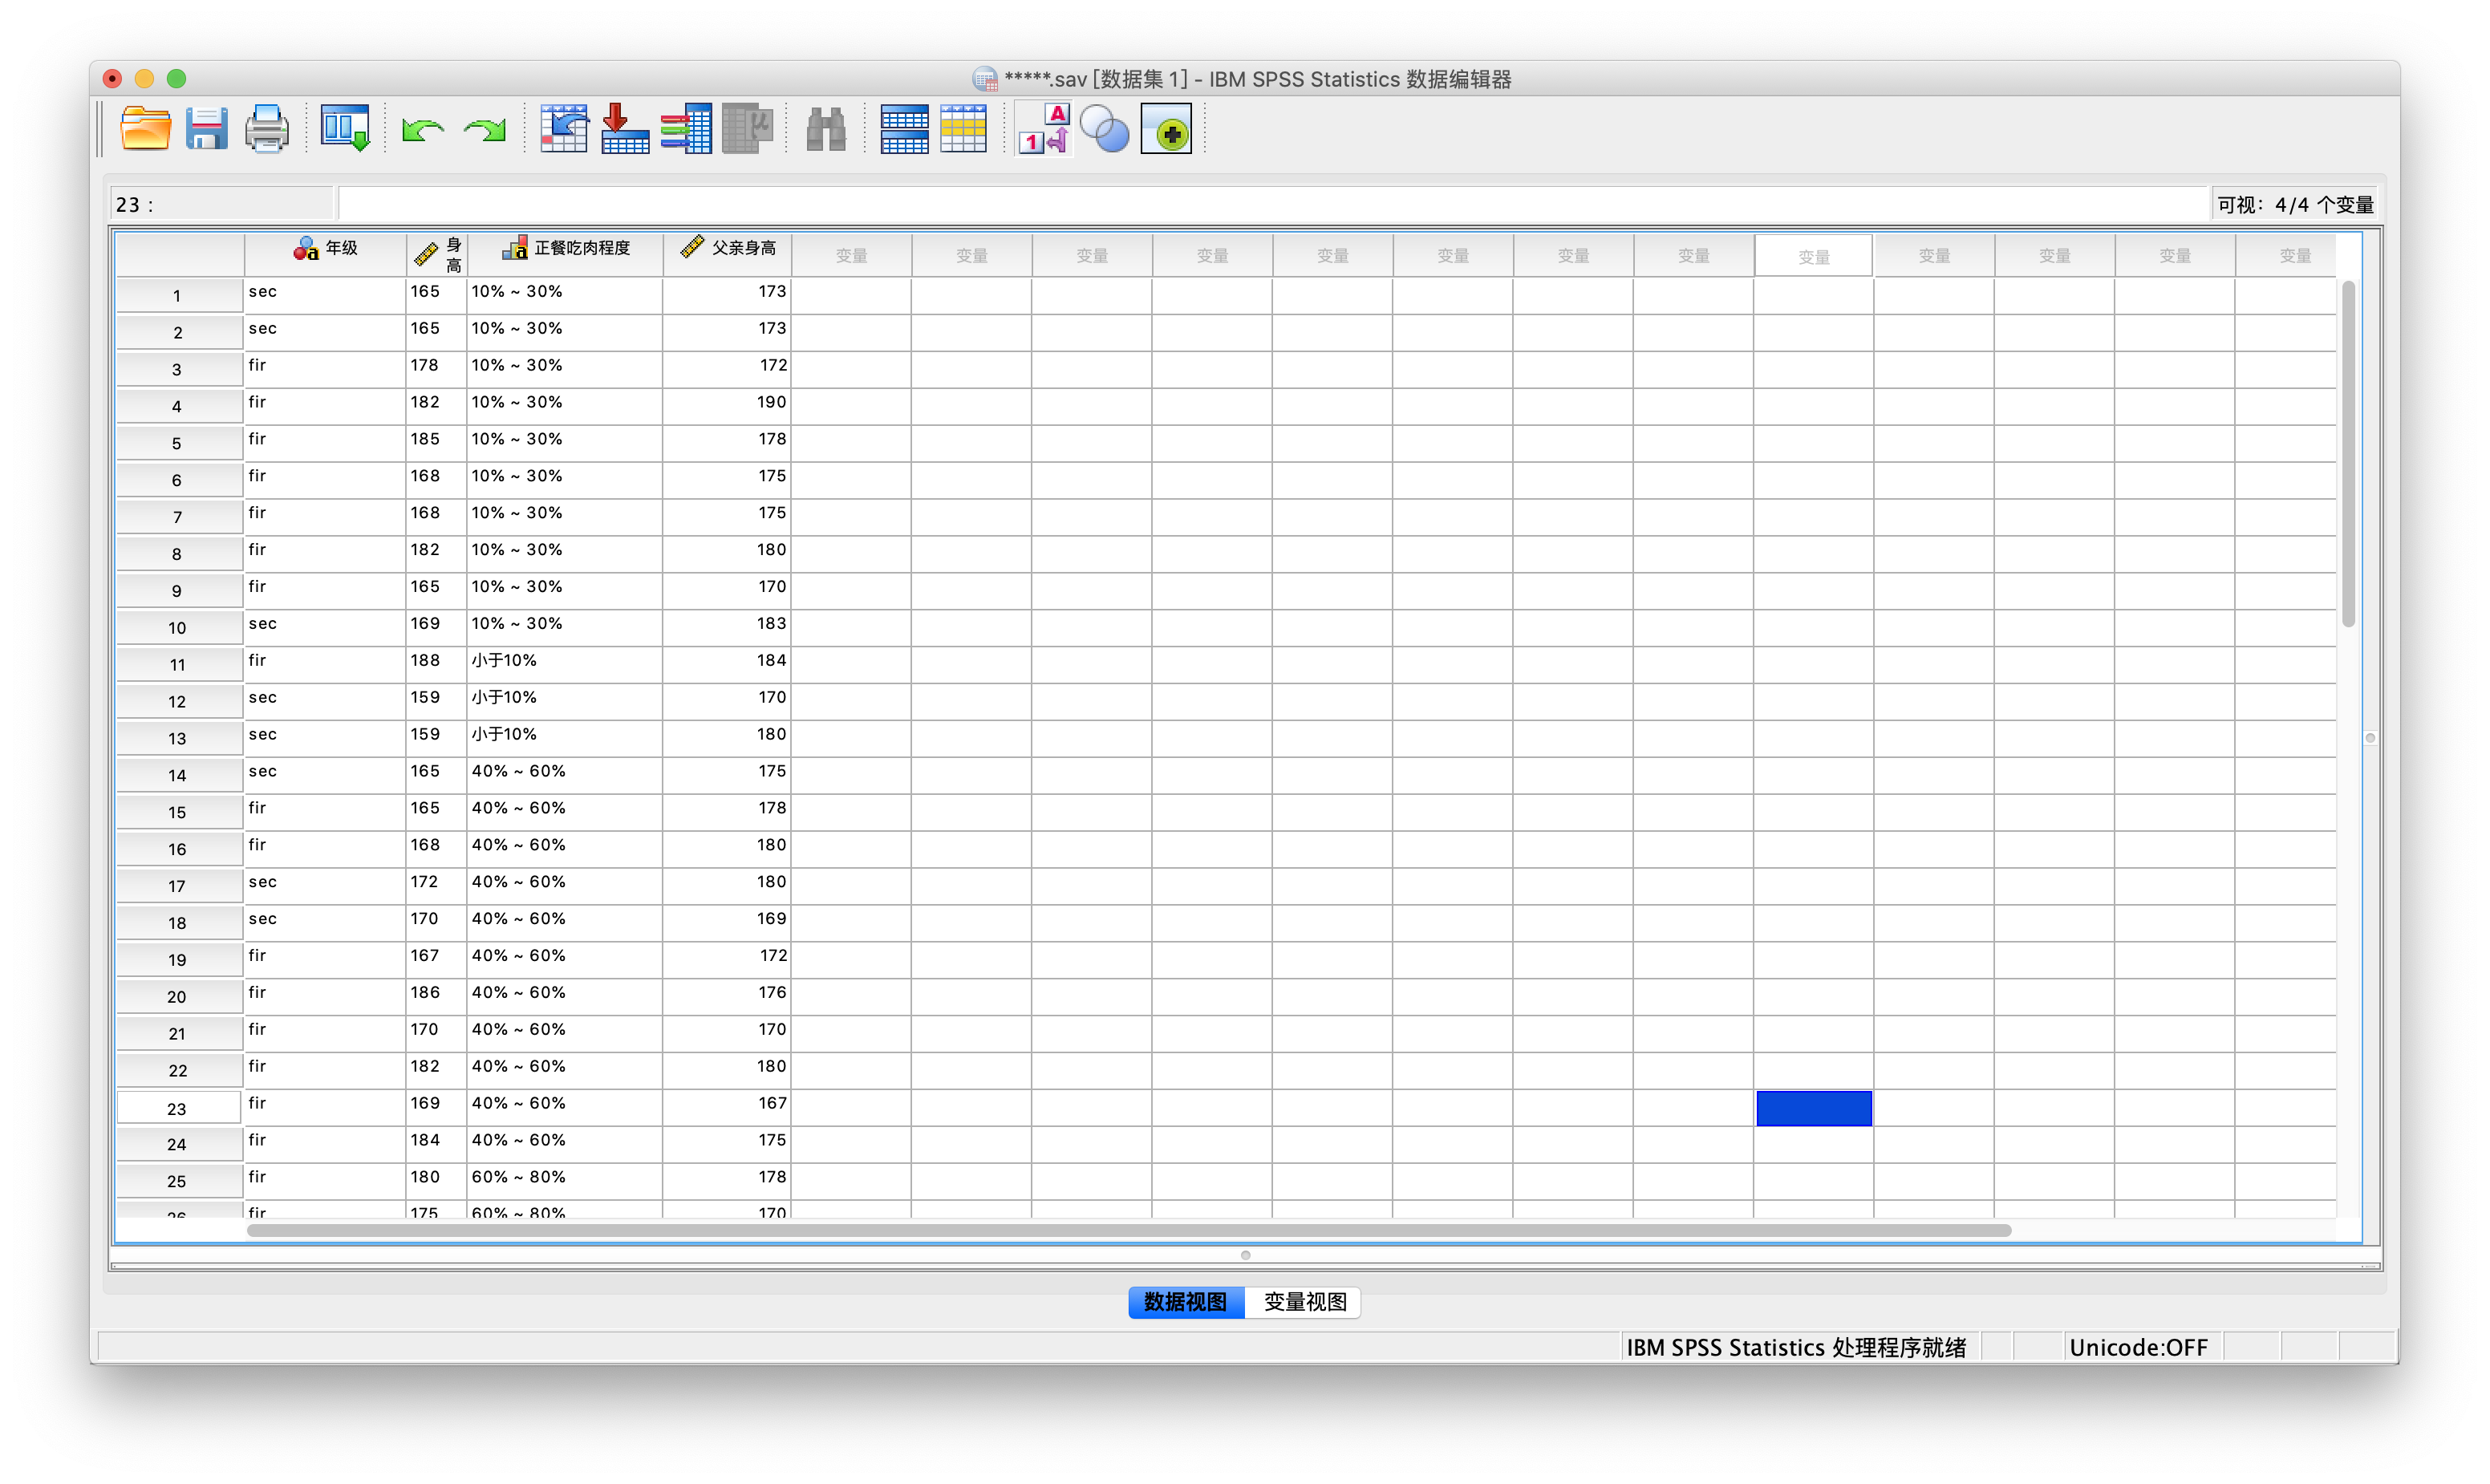 *****.sav [数据集 1] - IBM SPSS Statistics 数据编辑器
23 : 可视： 4/4 个变量
年级 身高 正餐吃肉程度 父亲身高 变量 变量 变量 变量 变量 变量 变量 变量 变量 变量 变量 变量 变量
1 sec 165 10% ~ 30% 173
2 sec 165 10% ~ 30% 173
3 fir 178 10% ~ 30% 172
4 fir 182 10% ~ 30% 190
5 fir 185 10% ~ 30% 178
6 fir 168 10% ~ 30% 175
7 fir 168 10% ~ 30% 175
8 fir 182 10% ~ 30% 180
9 fir 165 10% ~ 30% 170
10 sec 169 10% ~ 30% 183
11 fir 188 小于10% 184
12 sec 159 小于10% 170
13 sec 159 小于10% 180
14 sec 165 40% ~ 60% 175
15 fir 165 40% ~ 60% 178
16 fir 168 40% ~ 60% 180
17 sec 172 40% ~ 60% 180
18 sec 170 40% ~ 60% 169
19 fir 167 40% ~ 60% 172
20 fir 186 40% ~ 60% 176
21 fir 170 40% ~ 60% 170
22 fir 182 40% ~ 60% 180
23 fir 169 40% ~ 60% 167
24 fir 184 40% ~ 60% 175
25 fir 180 60% ~ 80% 178
26 fir 175 60% ~ 80% 170
数据视图 变量视图
IBM SPSS Statistics 处理程序就绪 Unicode:OFF